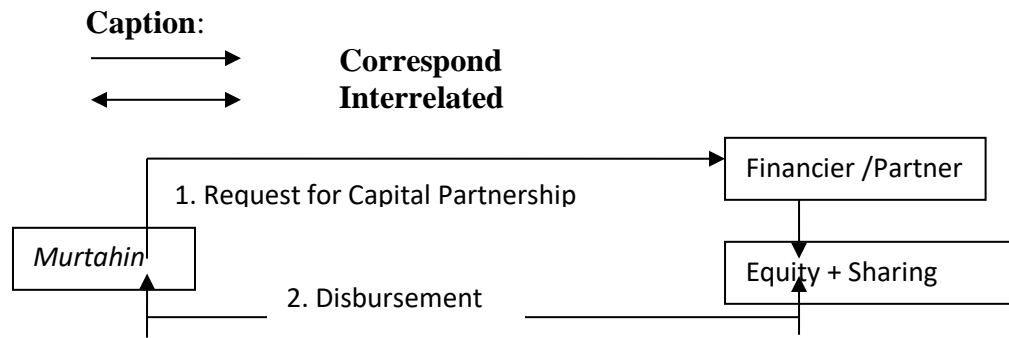 Caption:
Correspond
Interrelated
Financier /Partner
1. Request for Capital Partnership
Murtahin
Equity + Sharing
2. Disbursement